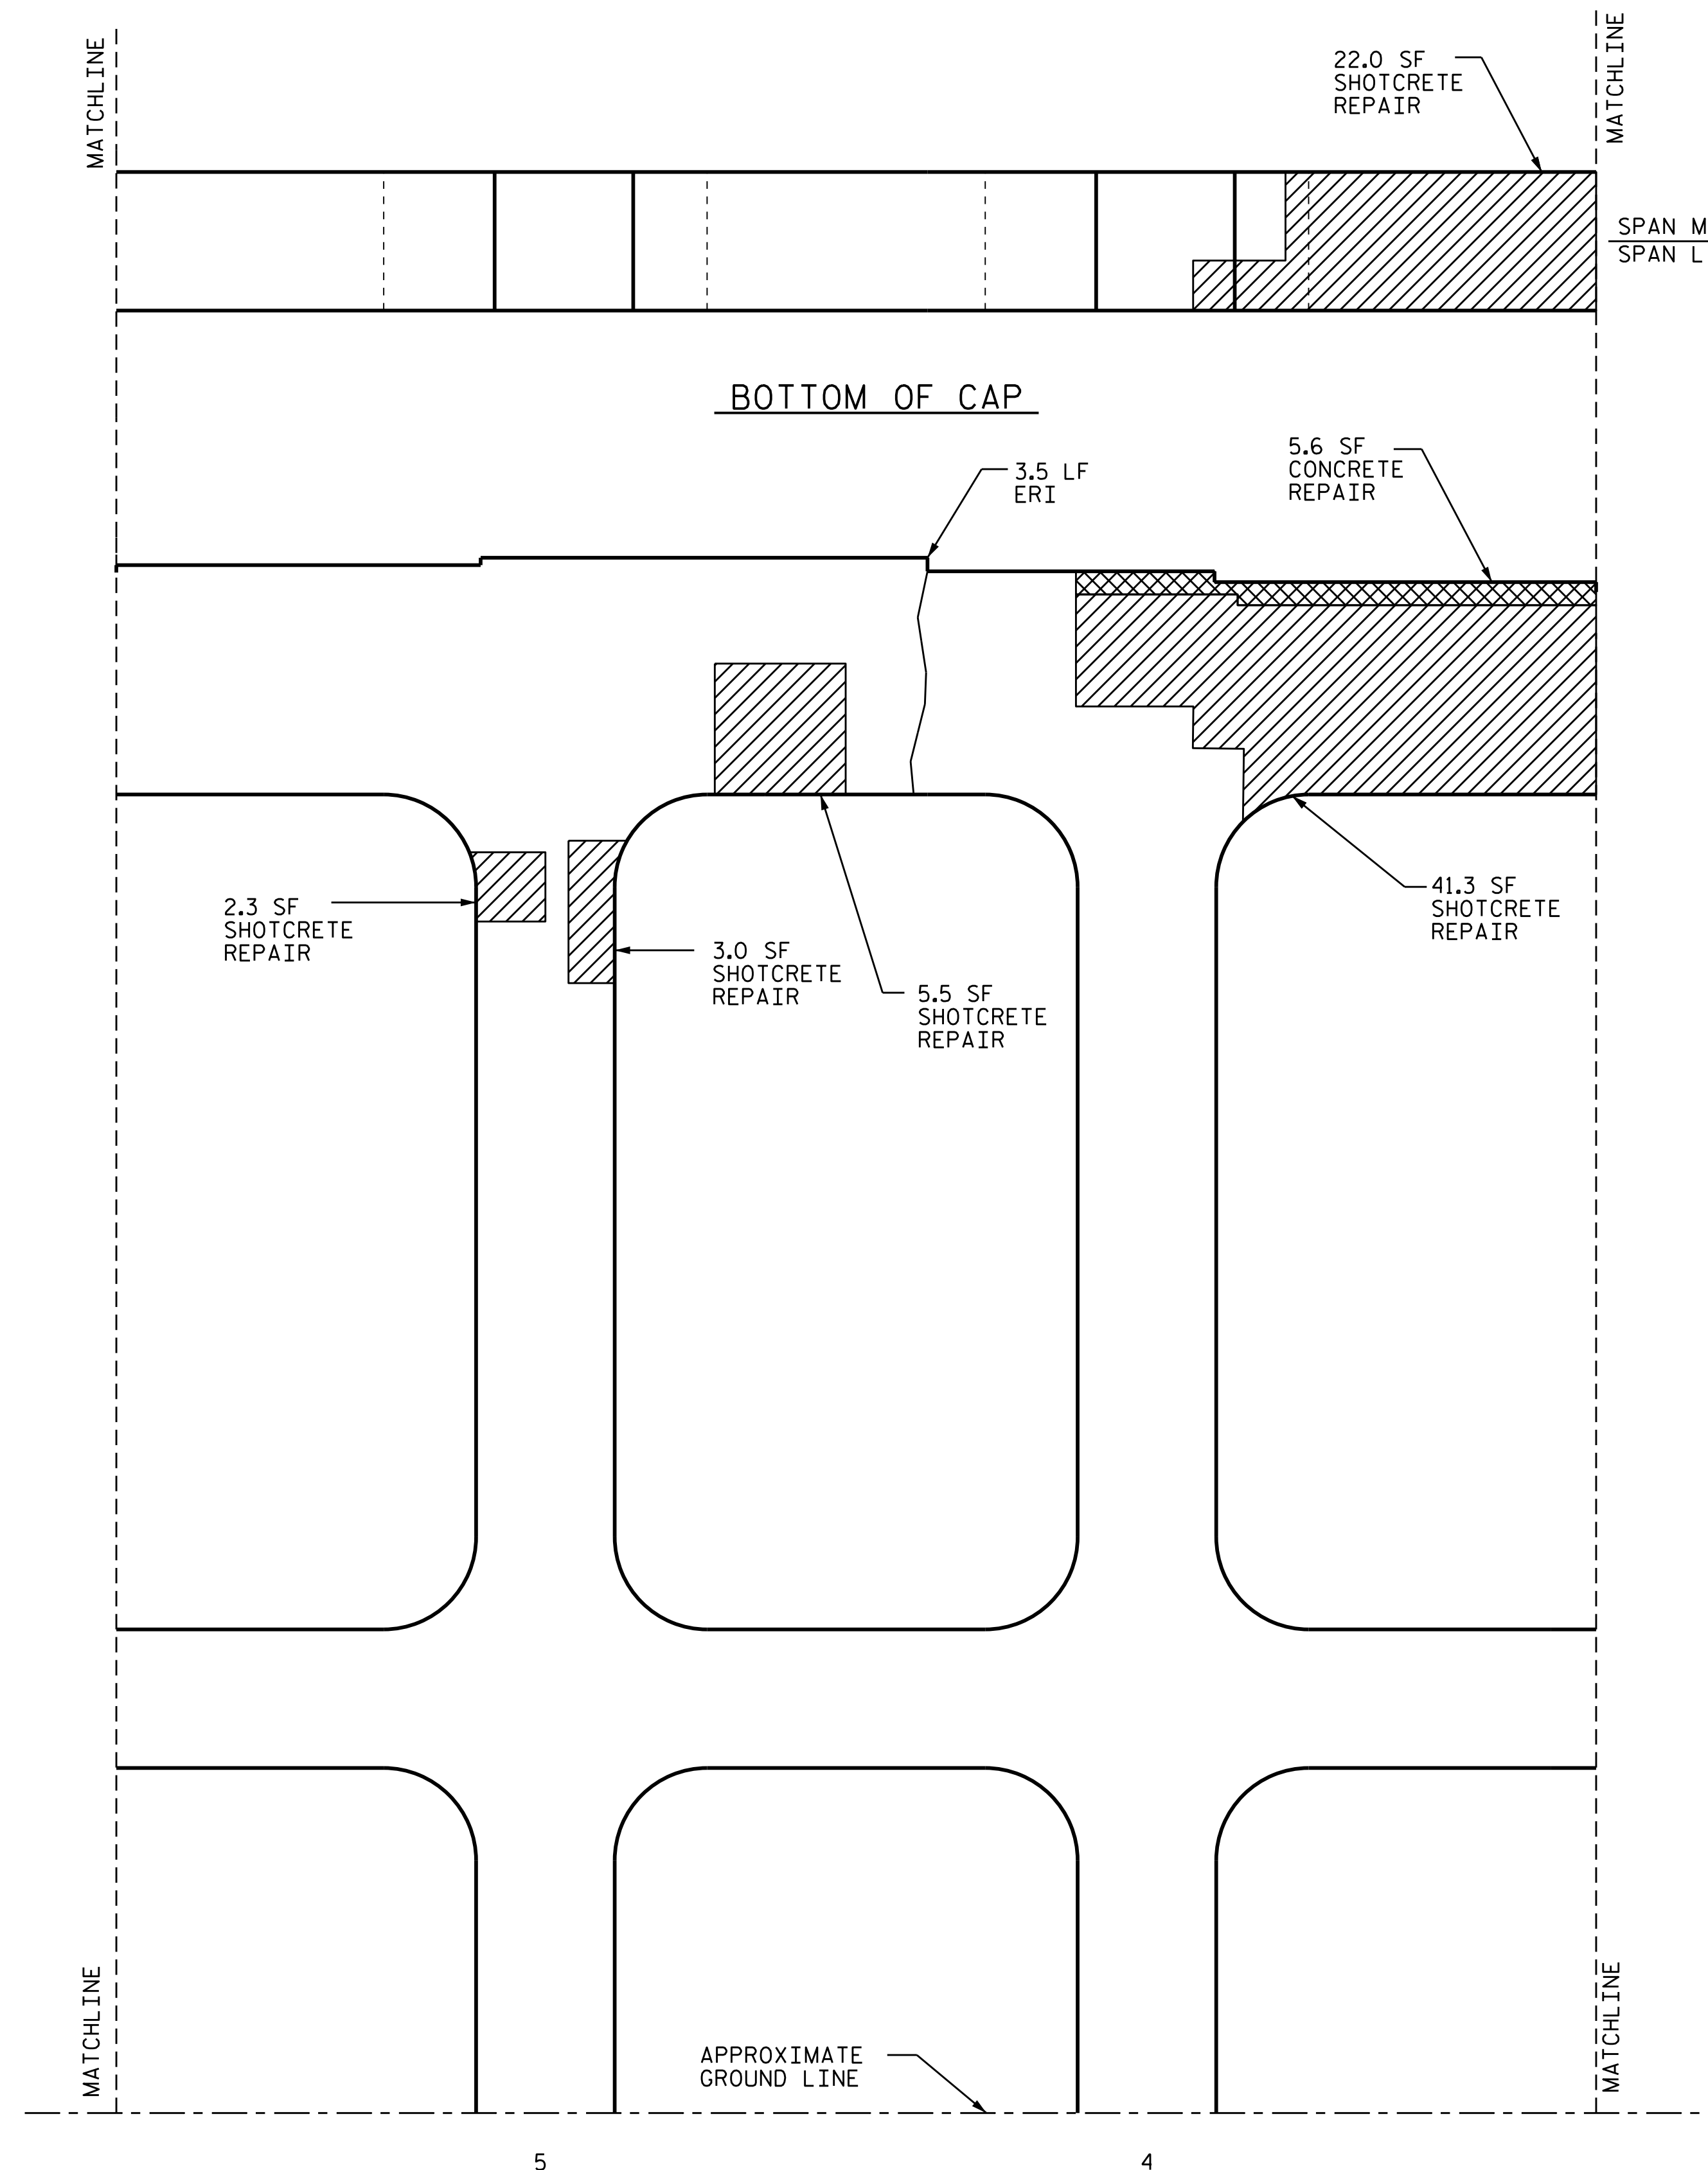 MATCHLINE
MATCHLINE
22.0 SF
SHOTCRETE
REPAIR
SPAN M
SPAN L
BOTTOM OF CAP
3.5 LF
ERI
5.6 SF
CONCRETE
REPAIR
2.3 SF
SHOTCRETE
REPAIR
3.0 SF
SHOTCRETE
REPAIR
5.5 SF
SHOTCRETE
REPAIR
41.3 SF
SHOTCRETE
REPAIR
MATCHLINE
MATCHLINE
APPROXIMATE
GROUND LINE
5
4